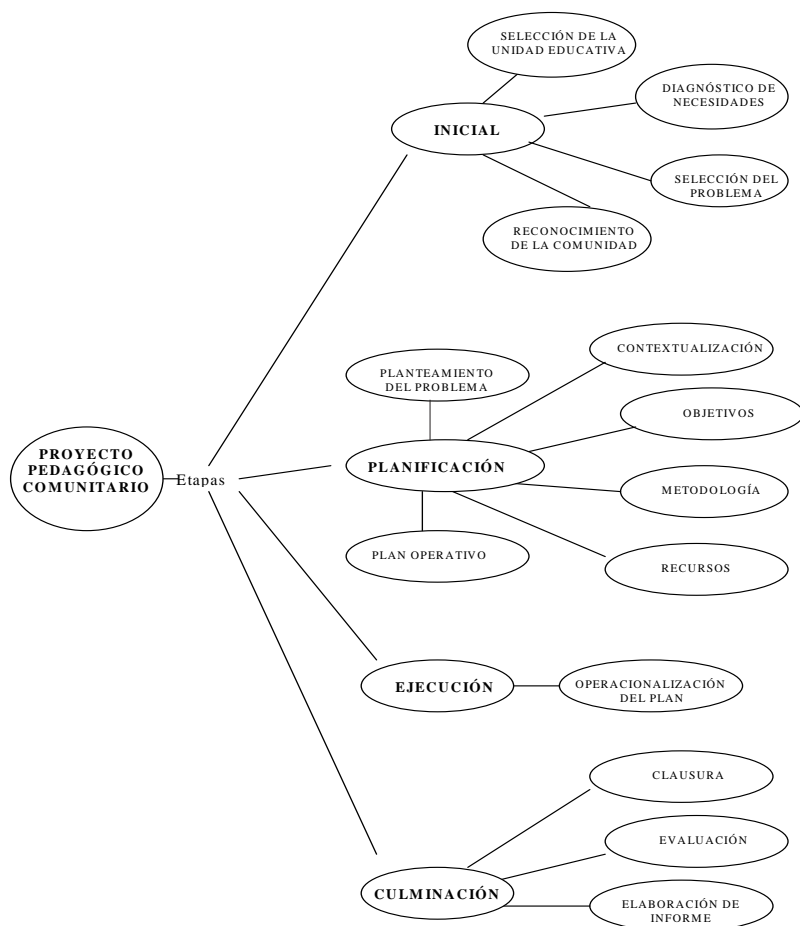 SELECCIÓN DE LA
UNIDAD EDUCATIVA
DIAGNÓSTICO DE
NECESIDADES
INICIAL
SELECCIÓN DEL
PROBLEMA
RECONOCIMIENTO
DE LA COMUNIDAD
CONTEXTUALIZACIÓN
PLANTEAMIENTO
DEL PROBLEMA
OBJETIVOS
PROYECTO
PEDAGÓGICO
COMUNITARIO
Etapas
PLANIFICACIÓN
METODOLOGÍA
PLAN OPERATIVO
RECURSOS
EJECUCIÓN
OPERACIONALIZACIÓN
DEL PLAN
CLAUSURA
EVALUACIÓN
CULMINACIÓN
ELABORACIÓN DE
INFORME